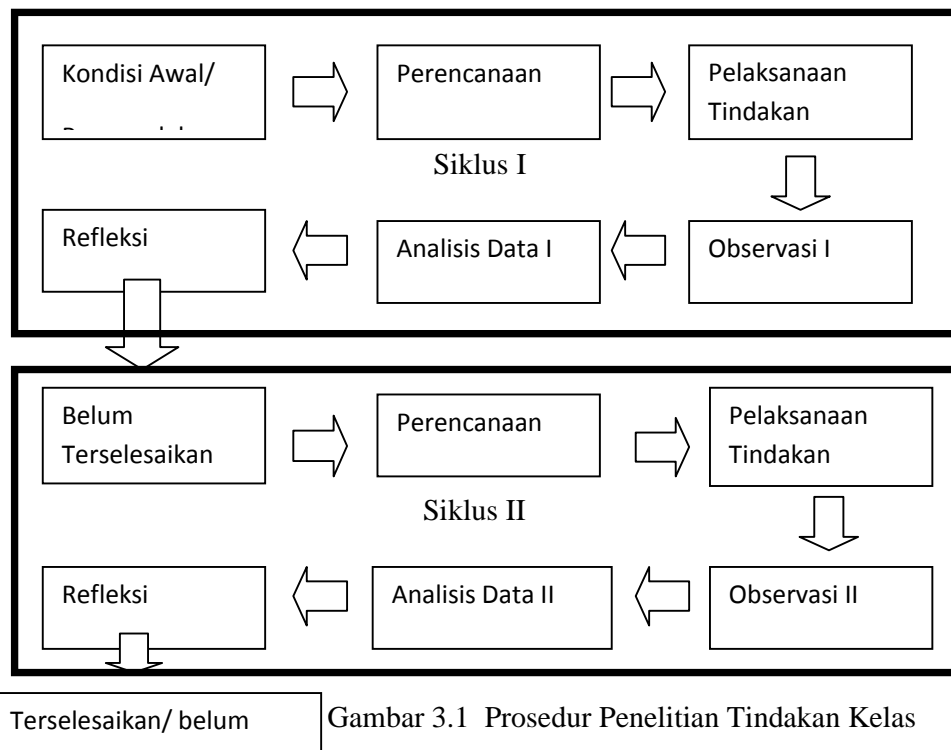 Kondisi Awal/
Perencanaan
Pelaksanaan
Tindakan
Siklus I
Refleksi
Analisis Data I
Observasi I
Belum
Terselesaikan
Perencanaan
Pelaksanaan
Tindakan
Siklus II
Refleksi
Analisis Data II
Observasi II
Terselesaikan/ belum
Gambar 3.1 Prosedur Penelitian Tindakan Kelas